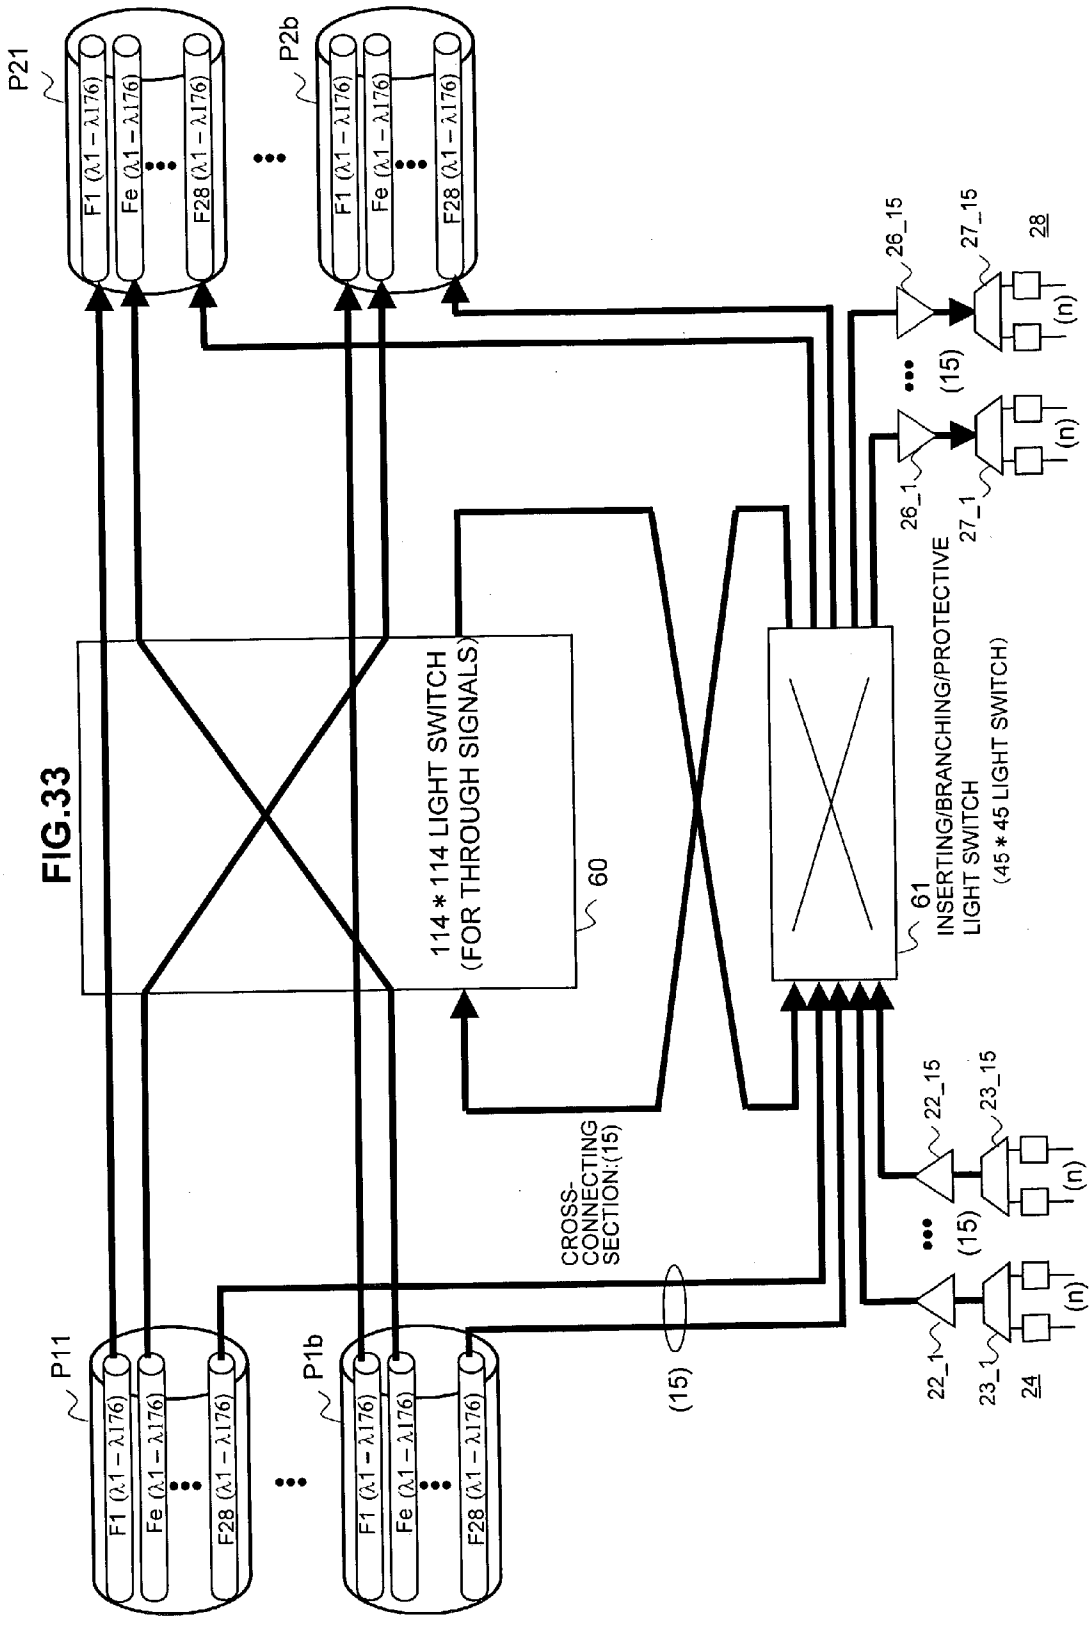 FIG.33
P11
F1 (λ1 − λ176)
Fe (λ1 − λ176)
F28 (λ1 − λ176)
P1b
F1 (λ1 − λ176)
Fe (λ1 − λ176)
F28 (λ1 − λ176)
P21
F1 (λ1 − λ176)
Fe (λ1 − λ176)
F28 (λ1 − λ176)
P2b
F1 (λ1 − λ176)
Fe (λ1 − λ176)
F28 (λ1 − λ176)
114 * 114 LIGHT SWITCH
(FOR THROUGH SIGNALS)
60
CROSS-
CONNECTING
SECTION:(15)
(15)
61
INSERTING/BRANCHING/PROTECTIVE
LIGHT SWITCH
(45 * 45 LIGHT SWITCH)
22_1
22_15
(15)
23_1
23_15
24
(n)
(n)
26_1
26_15
(15)
27_1
27_15
28
(n)
(n)